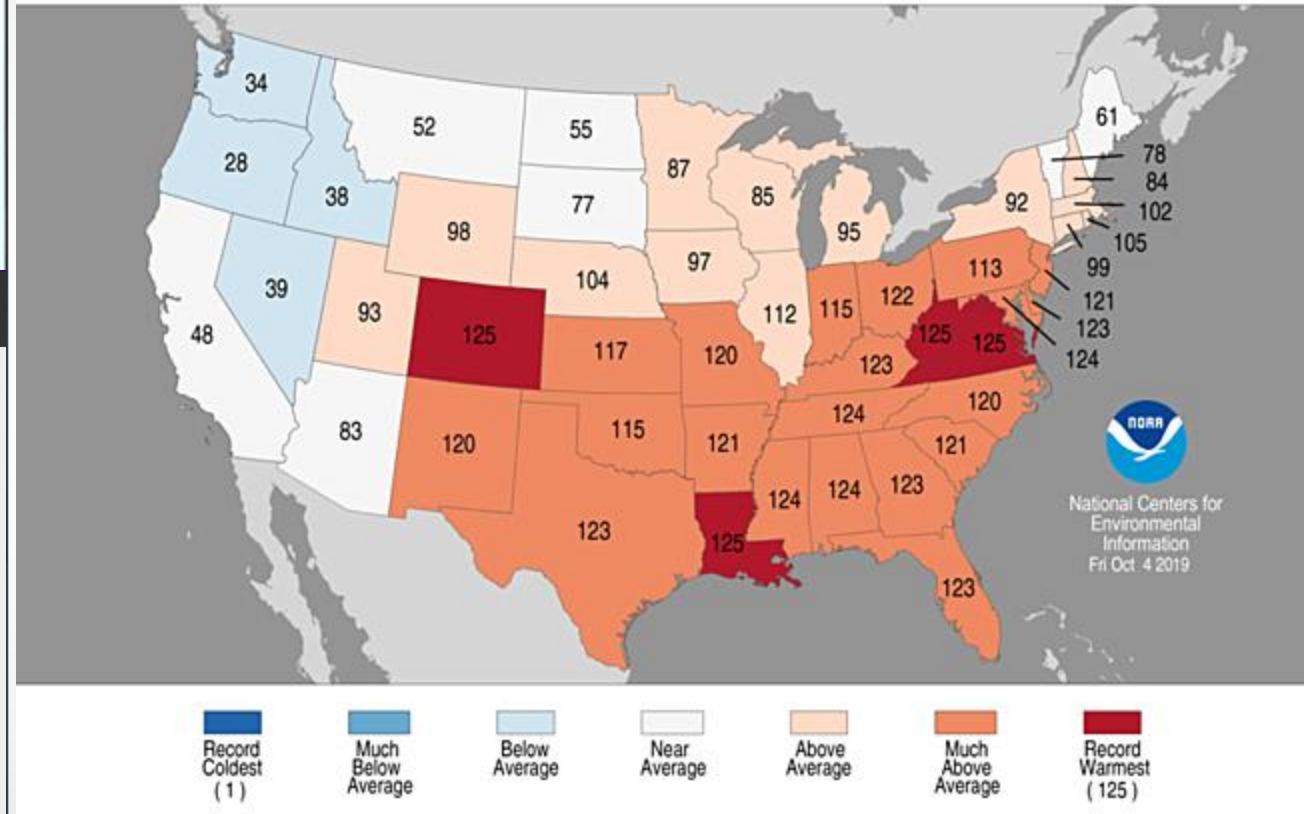 34
52
55
61
28
38
87
78
77
85
84
98
92
102
95
105
39
104
97
99
93
113
48
125
112
115
122
121
117
120
125
125
123
124
123
83
120
115
121
124
120
121
123
124
124
123
125
123
NOAA
National Centers for
Environmental
Information
Fri Oct 4 2019
Record
Coldest
( 1 )
Much
Below
Average
Below
Average
Near
Average
Above
Average
Much
Above
Average
Record
Warmest
( 125 )